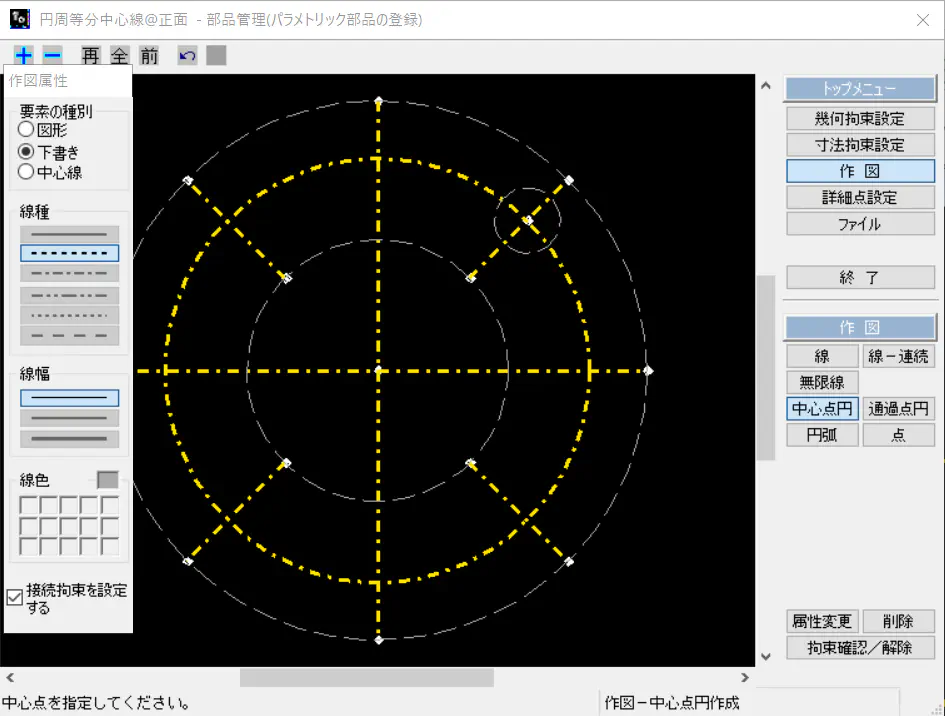 円周等分中心線@正面 - 部品管理(パラメトリック部品の登録)
再 全 前
作図属性
要素の種別
図形
下書き
中心線
線種
線幅
線色
接続拘束を設定
する
トップメニュー
幾何拘束設定
寸法拘束設定
作 図
詳細点設定
ファイル
終 了
作 図
線 線-連続
無限線
中心点円 通過点円
円弧 点
属性変更 削除
拘束確認/解除
中心点を指定してください。 作図-中心点円作成